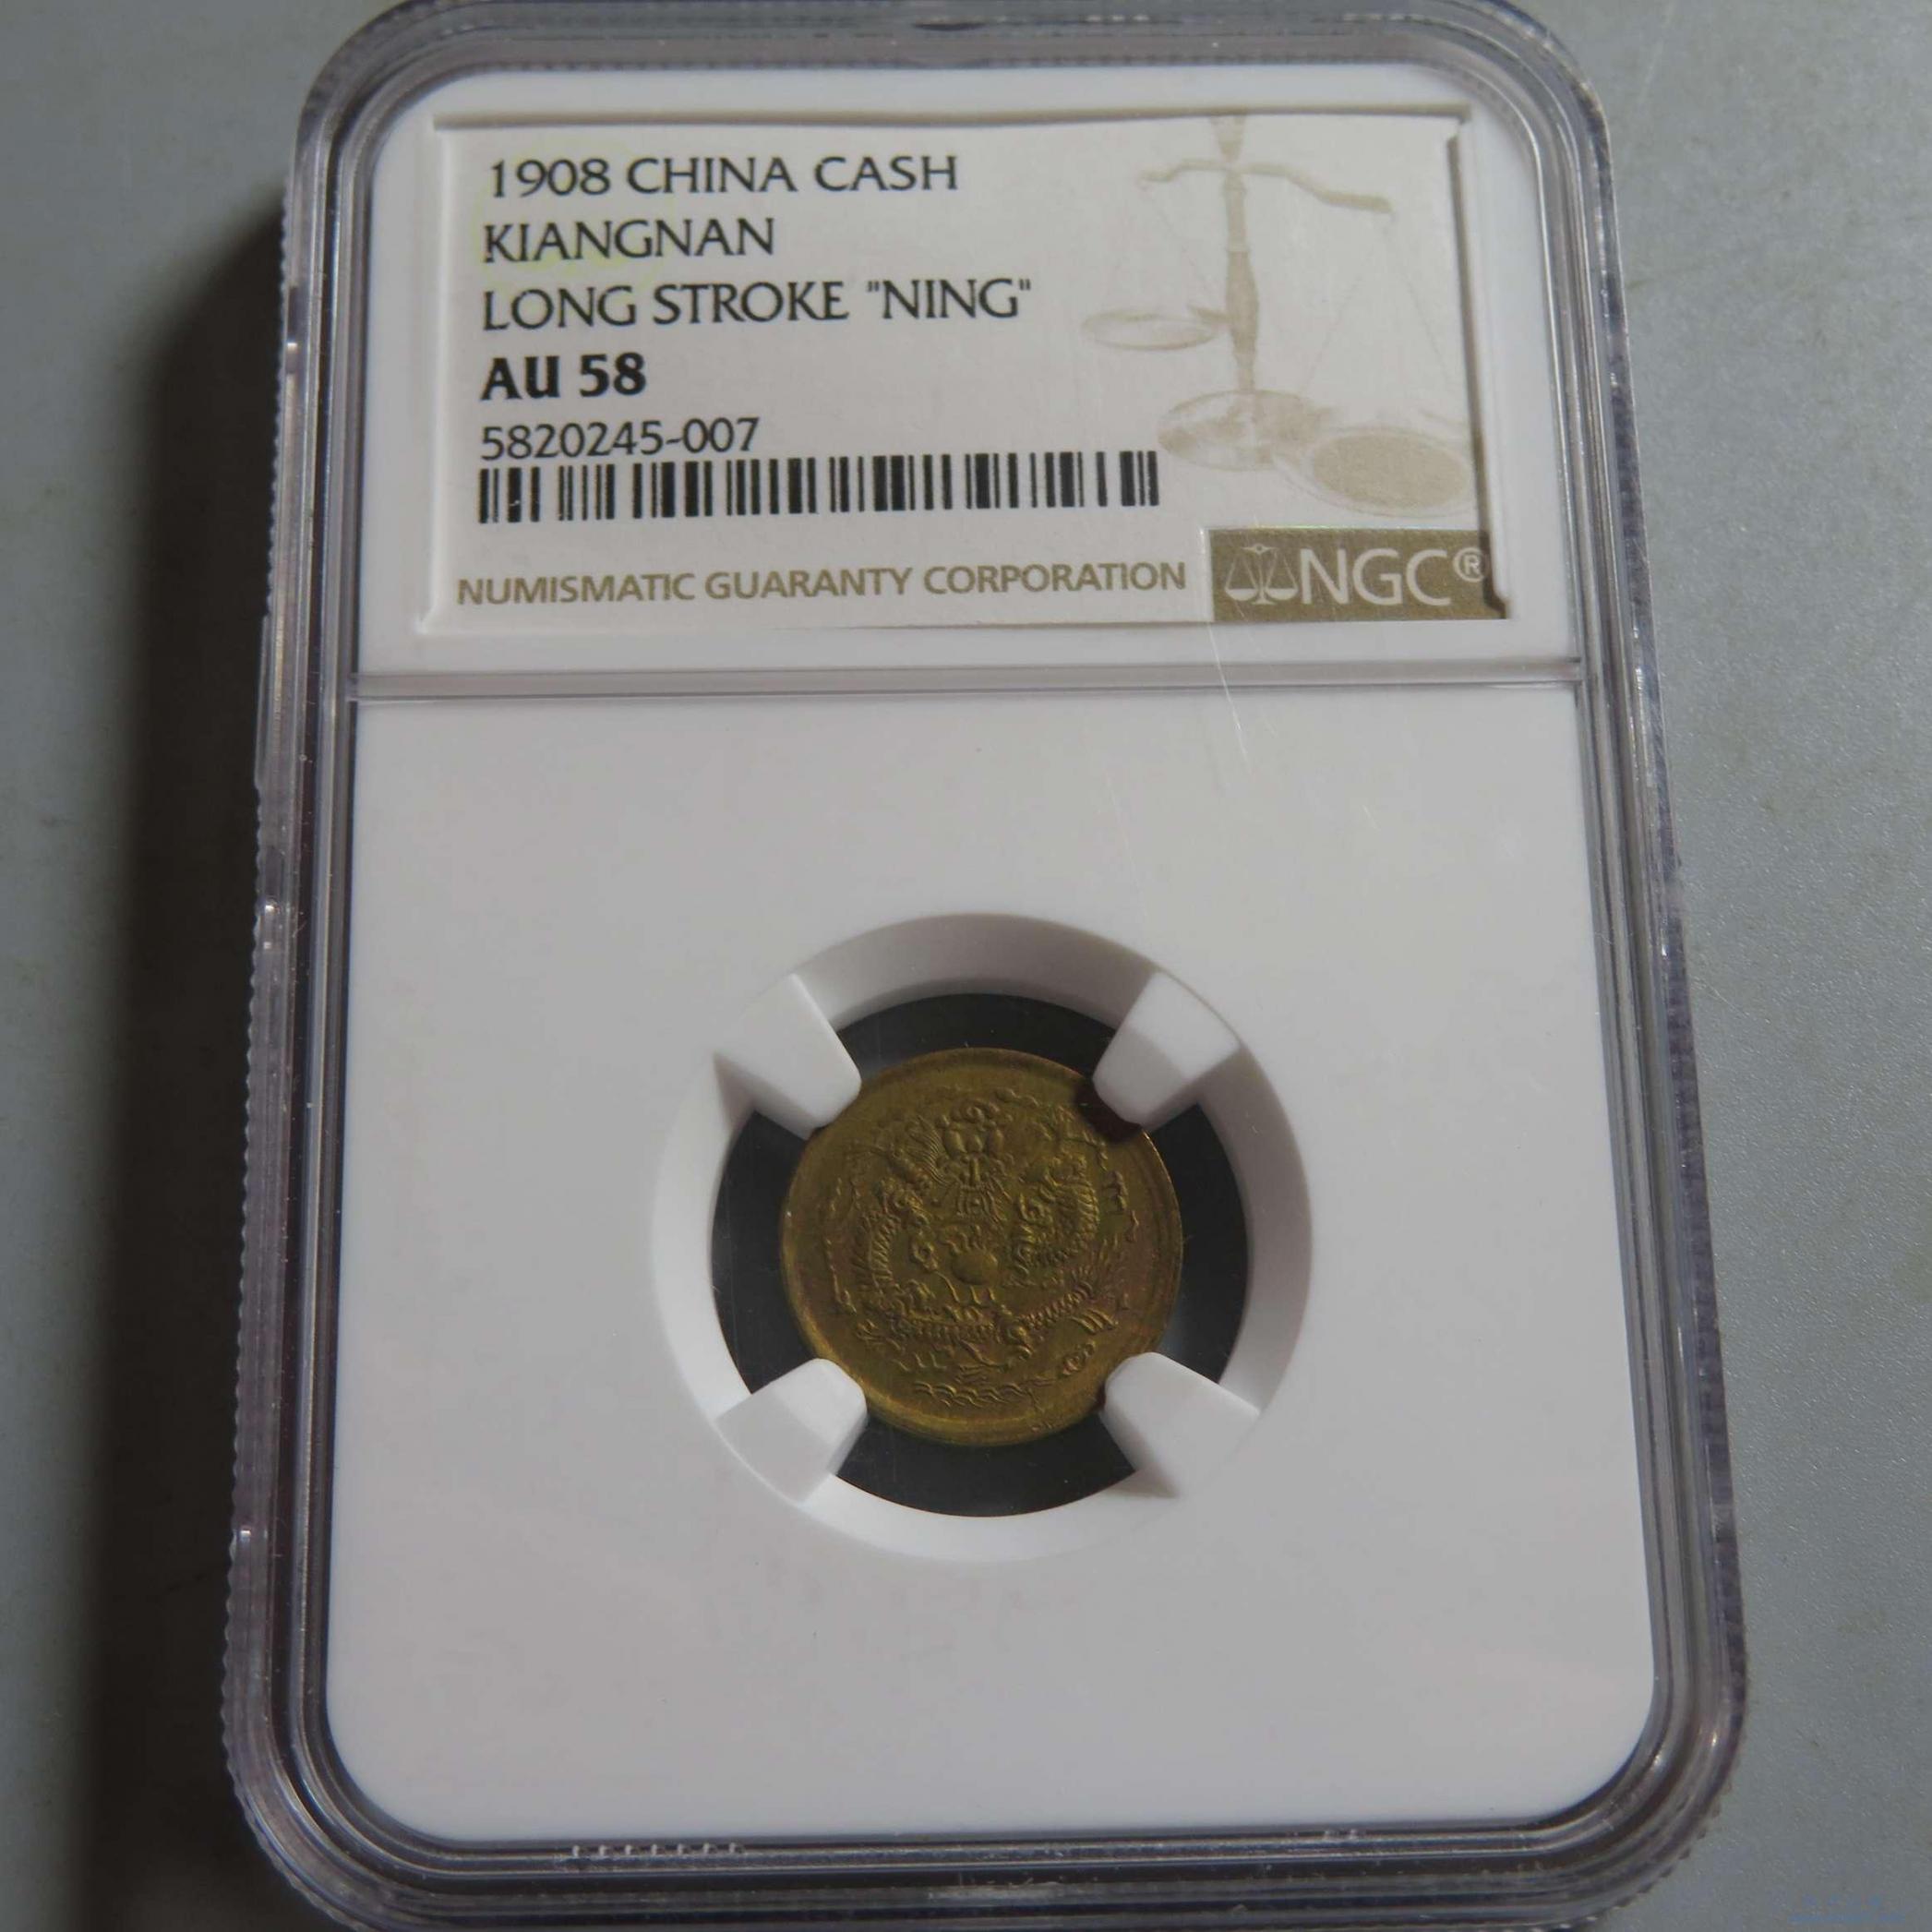 1908 CHINA CASH
KIANGNAN
LONG STROKE "NING"
AU 58
5820245-007
NUMISMATIC GUARANTY CORPORATION
NGC®